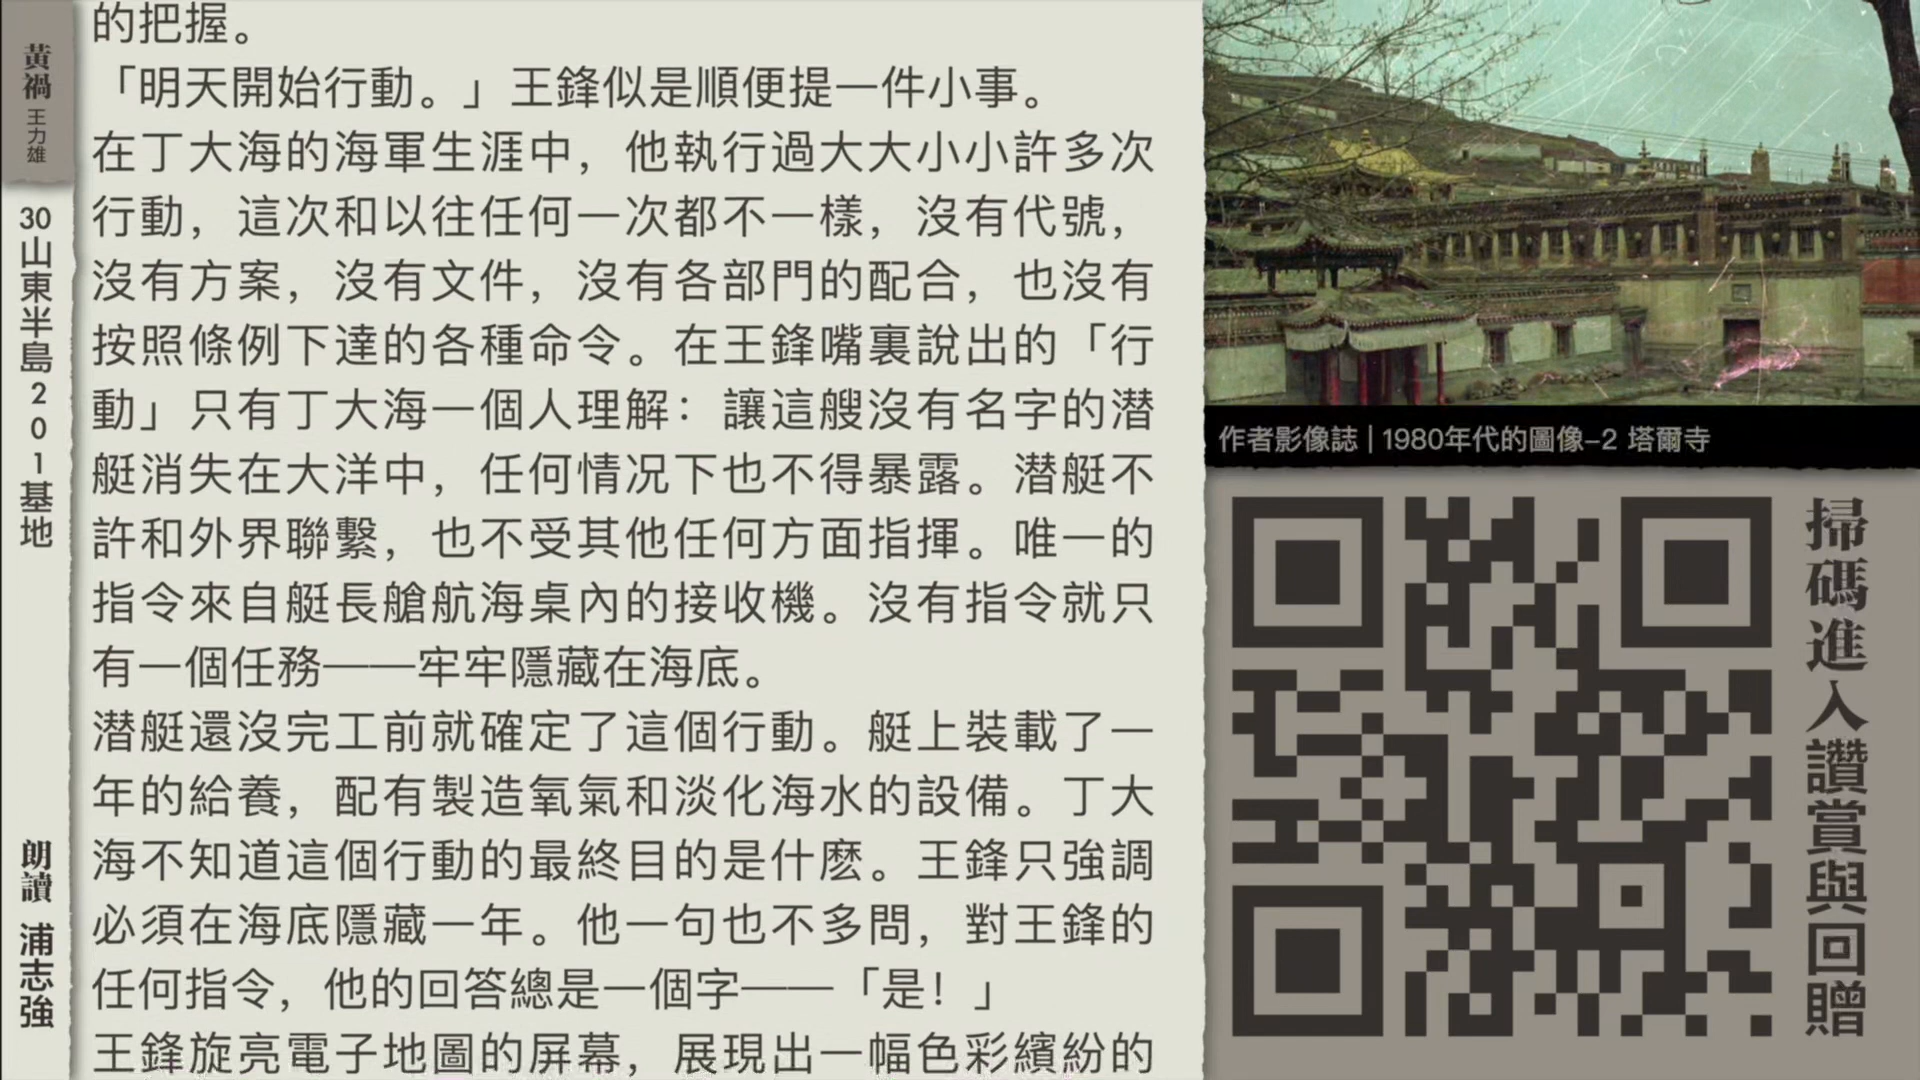 黃禍 王力雄
30山東半島201基地
朗讀 浦志強
的把握。
「明天開始行動。」王鋒似是順便提一件小事。
在丁大海的海軍生涯中，他執行過大大小小許多次
行動，這次和以往任何一次都不一樣，沒有代號，
沒有方案，沒有文件，沒有各部門的配合，也沒有
按照條例下達的各種命令。在王鋒嘴裏說出的「行
動」只有丁大海一個人理解：讓這艘沒有名字的潛
艇消失在大洋中，任何情況下也不得暴露。潛艇不
許和外界聯繫，也不受其他任何方面指揮。唯一的
指令來自艇長艙航海桌內的接收機。沒有指令就只
有一個任務——牢牢隱藏在海底。
潛艇還沒完工前就確定了這個行動。艇上裝載了一
年的給養，配有製造氧氣和淡化海水的設備。丁大
海不知道這個行動的最終目的是什麽。王鋒只強調
必須在海底隱藏一年。他一句也不多問，對王鋒的
任何指令，他的回答總是一個字——「是！」
王鋒旋亮電子地圖的屏幕，展現出一幅色彩繽紛的
作者影像誌 | 1980年代的圖像–2 塔爾寺
掃碼進入讚賞與回贈